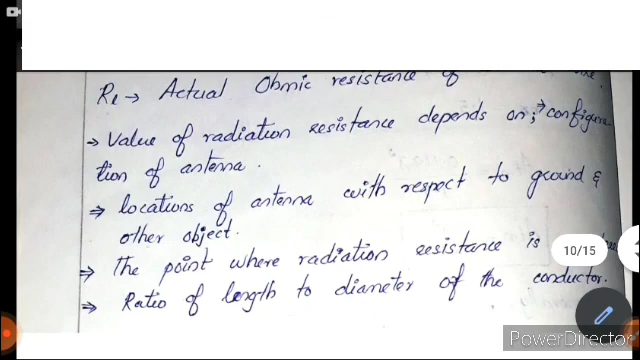 Rl → Actual Ohmic resistance of
→ Value of radiation resistance depends on; → configura-
tion of antenna.
⇒ locations of antenna with respect to ground &
other object.
⇒ The point where radiation resistance is
⇒ Ratio of length to diameter of the conductor.
10/15
PowerDirector